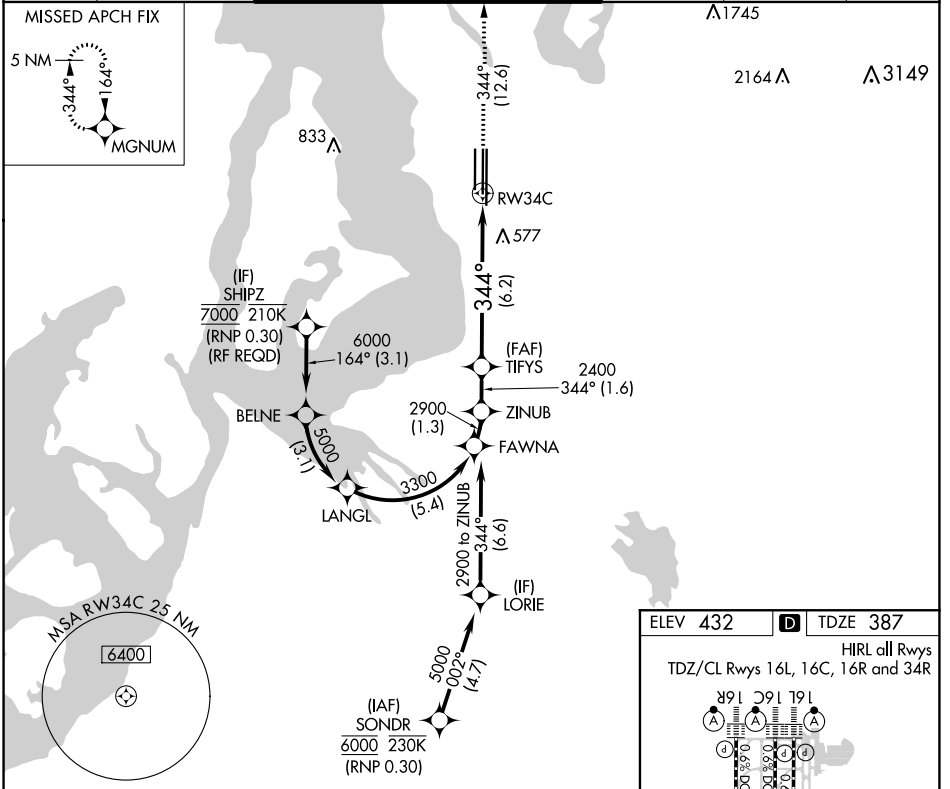 MISSED APCH FIX
5 NM
344°
164°
MGNUM
1745
2164
3149
344°
(12.6)
833
RW34C
577
344°
(6.2)
(IF)
SHIPZ
7000 210K
(RNP 0.30)
(RF REQD)
6000
164° (3.1)
(FAF)
TIFYS
2400
344° (1.6)
BELNE
2900
(1.3)
ZINUB
FAWNA
5000
(3.1)
3300
(5.4)
LANGL
2900 to ZINUB
344°
(6.6)
(IF)
LORIE
5000
002°
(4.7)
(IAF)
SONDR
6000 230K
(RNP 0.30)
MSA RW34C 25 NM
6400
ELEV 432 D TDZE 387
HIRL all Rwys
TDZ/CL Rwys 16L, 16C, 16R and 34R
16R 16C 16L
A A A
P P P
0.6% 0.6%